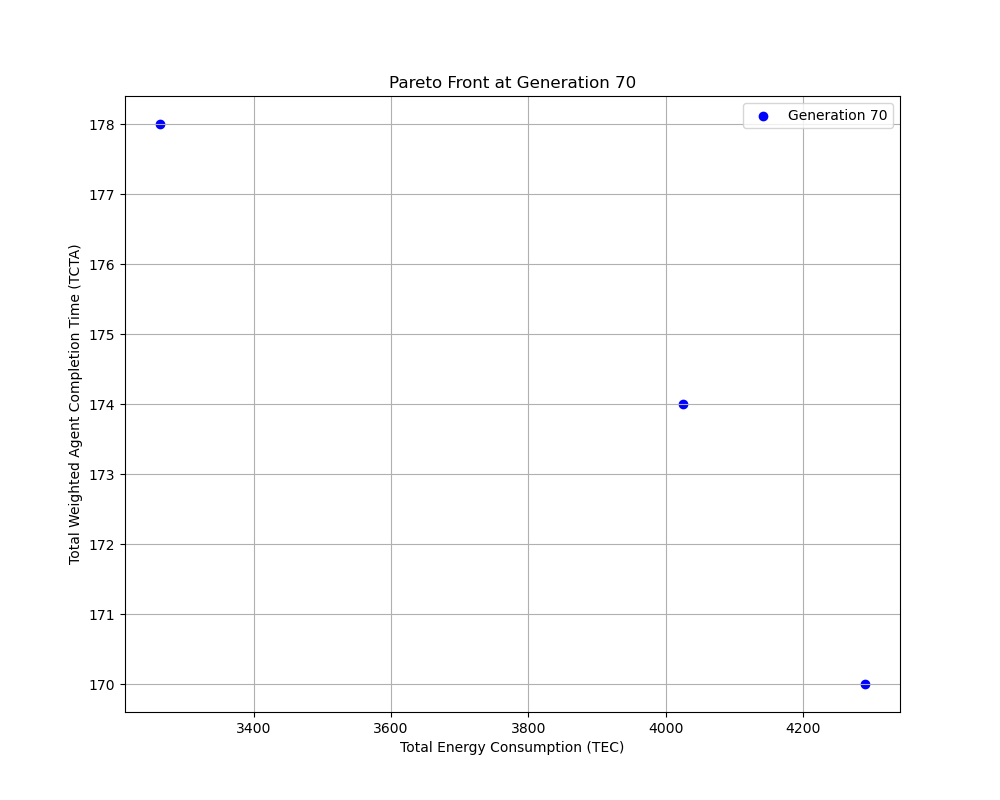 Pareto Front at Generation 70
Generation 70
Total Weighted Agent Completion Time (TCTA)
178
177
176
175
174
173
172
171
170
3400 3600 3800 4000 4200
Total Energy Consumption (TEC)